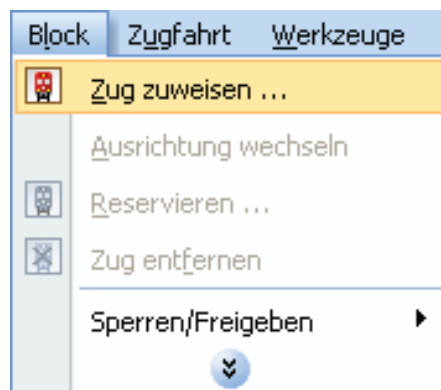 Block Zugfahrt Werkzeuge
Zug zuweisen ...
Ausrichtung wechseln
Reservieren ...
Zug entfernen
Sperren/Freigeben